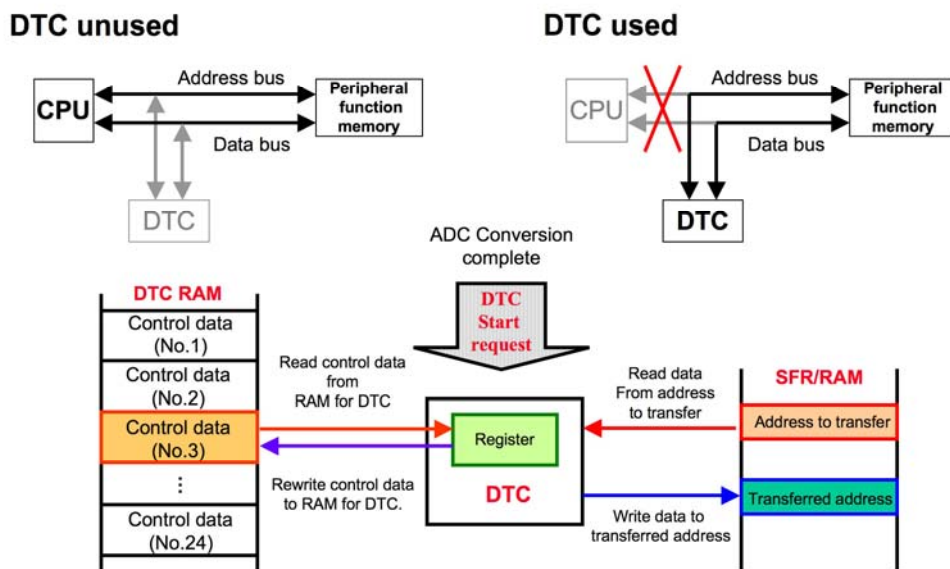 DTC unused
DTC used
Address bus
CPU
Peripheral
function
memory
Data bus
DTC
Address bus
CPU
Peripheral
function
memory
Data bus
DTC
ADC Conversion
complete
DTC
Start
request
DTC RAM
Control data
(No.1)
Control data
(No.2)
Control data
(No.3)
⋮
Control data
(No.24)
Read control data
from
RAM for DTC
Rewrite control data
to RAM for DTC.
Register
DTC
Read data
From address
to transfer
Write data to
transferred address
SFR/RAM
Address to transfer
Transferred address